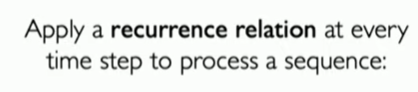 Apply a recurrence relation at every
time step to process a sequence: